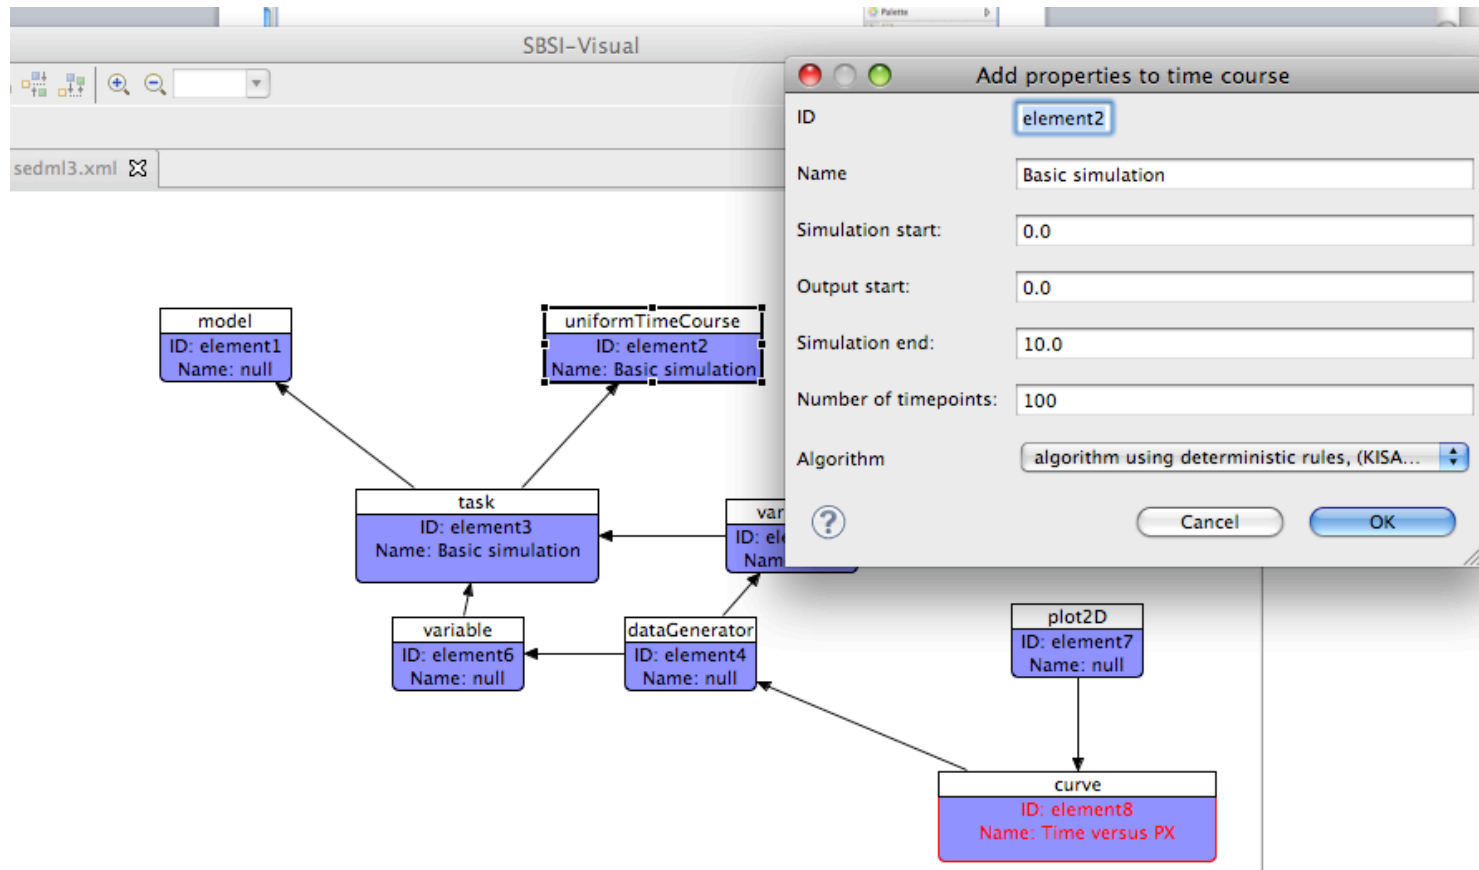 Palette
SBSI-Visual
Add properties to time course
ID
element2
Name
Basic simulation
sedml3.xml
Simulation start:
0.0
Output start:
0.0
Simulation end:
10.0
Number of timepoints:
100
Algorithm
algorithm using deterministic rules, (KISA...
?
Cancel
OK
model
ID: element1
Name: null
uniformTimeCourse
ID: element2
Name: Basic simulation
task
ID: element3
Name: Basic simulation
var
ID: ele
Nam
variable
ID: element6
Name: null
dataGenerator
ID: element4
Name: null
plot2D
ID: element7
Name: null
curve
ID: element8
Name: Time versus PX